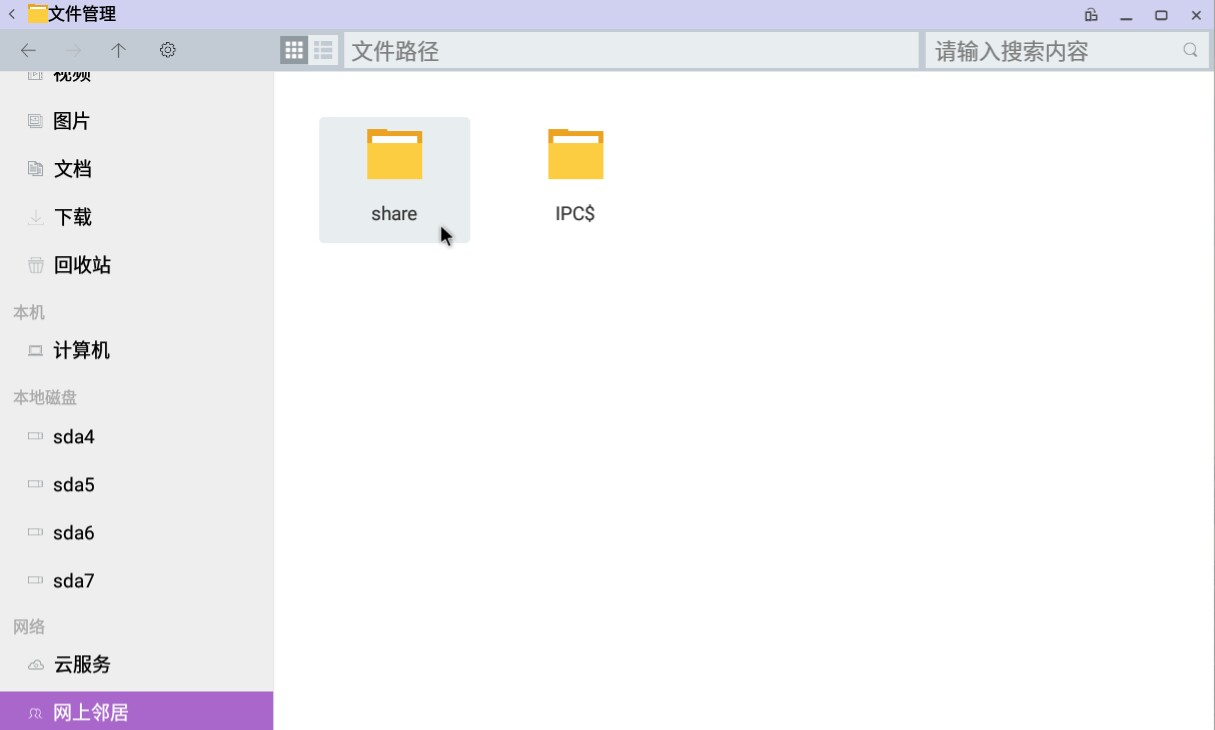 文件管理
文件路径
请输入搜索内容
视频
图片
文档
下载
回收站
本机
计算机
本地磁盘
sda4
sda5
sda6
sda7
网络
云服务
网上邻居
share
IPC$